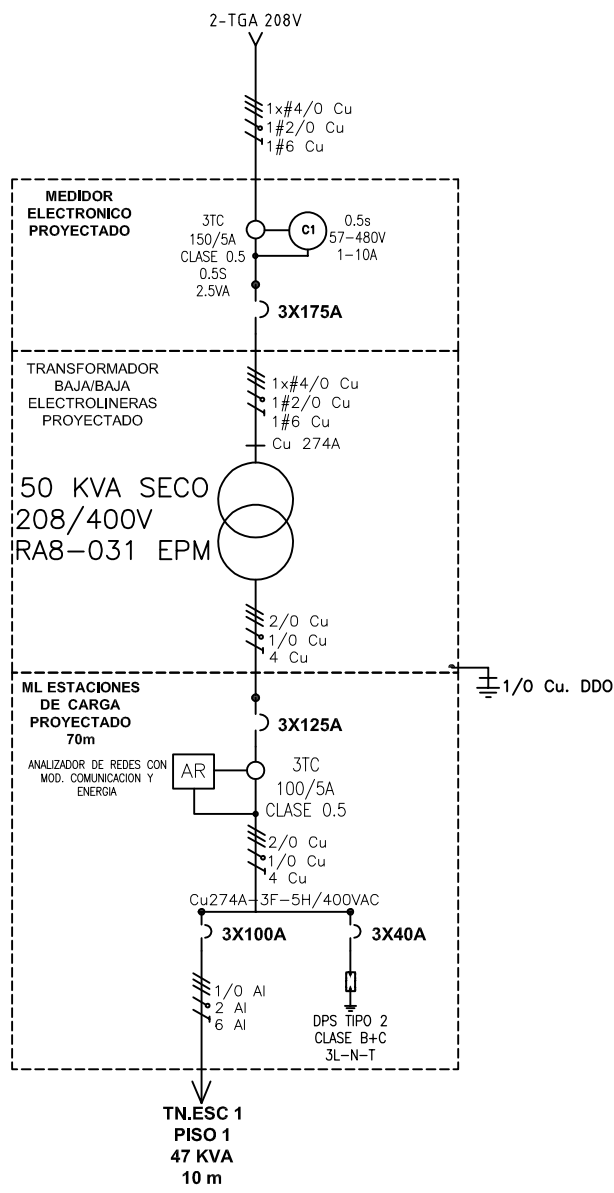 2-TGA 208V
1x#4/0 Cu
1#2/0 Cu
1#6 Cu
MEDIDOR
ELECTRONICO
PROYECTADO
3TC
150/5A
CLASE 0.5
0.5S
2.5VA
C1
0.5s
57-480V
1-10A
3X175A
TRANSFORMADOR
BAJA/BAJA
ELECTROLINERAS
PROYECTADO
1x#4/0 Cu
1#2/0 Cu
1#6 Cu
Cu 274A
50 KVA SECO
208/400V
RA8-031 EPM
2/0 Cu
1/0 Cu
4 Cu
1/0 Cu. DDO
ML ESTACIONES
DE CARGA
PROYECTADO
70m
3X125A
ANALIZADOR DE REDES CON
MOD. COMUNICACION Y
ENERGIA
AR
3TC
100/5A
CLASE 0.5
2/0 Cu
1/0 Cu
4 Cu
Cu274A-3F-5H/400VAC
3X100A
3X40A
1/0 Al
2 Al
6 Al
DPS TIPO 2
CLASE B+C
3L-N-T
TN.ESC 1
PISO 1
47 KVA
10 m